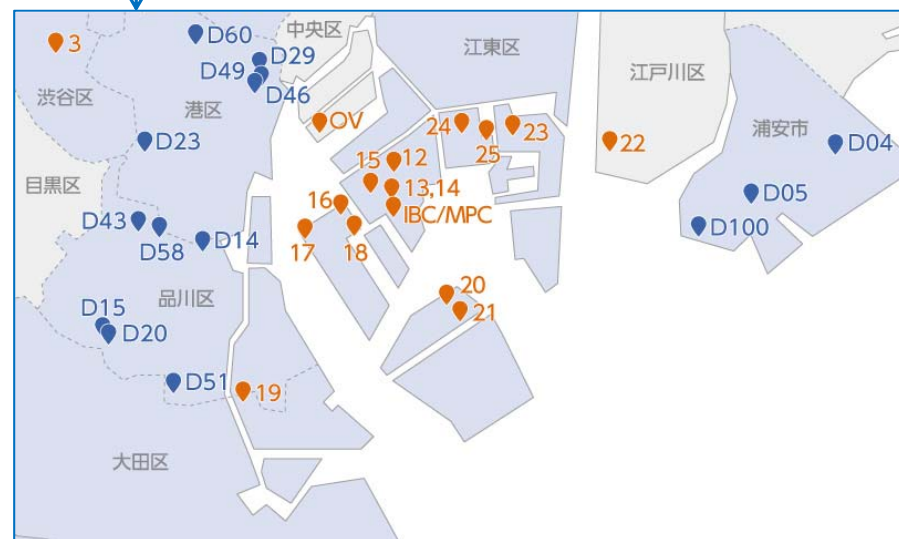 3
D60
中央区
D29
D49
D46
江東区
江戸川区
渋谷区
港区
OV
24
25
23
22
浦安市
D04
D23
15
12
目黒区
13,14
16
IBC/MPC
D05
D43
D58
D14
17
18
D100
20
21
品川区
D15
D20
D51
19
大田区